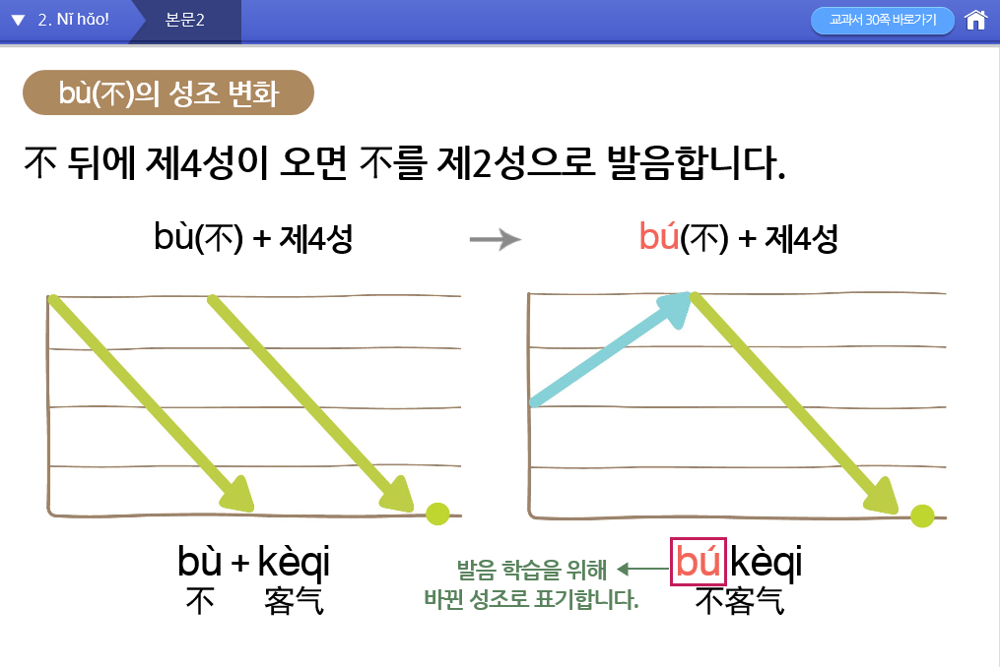 2. Nǐ hǎo!
본문2
교과서 30쪽 바로가기
bù(不)의 성조 변화
不 뒤에 제4성이 오면 不를 제2성으로 발음합니다.
bù(不) + 제4성
bú(不) + 제4성
bù + kèqi
不 客气
발음 학습을 위해
바뀐 성조로 표기합니다.
bú kèqi
不客气